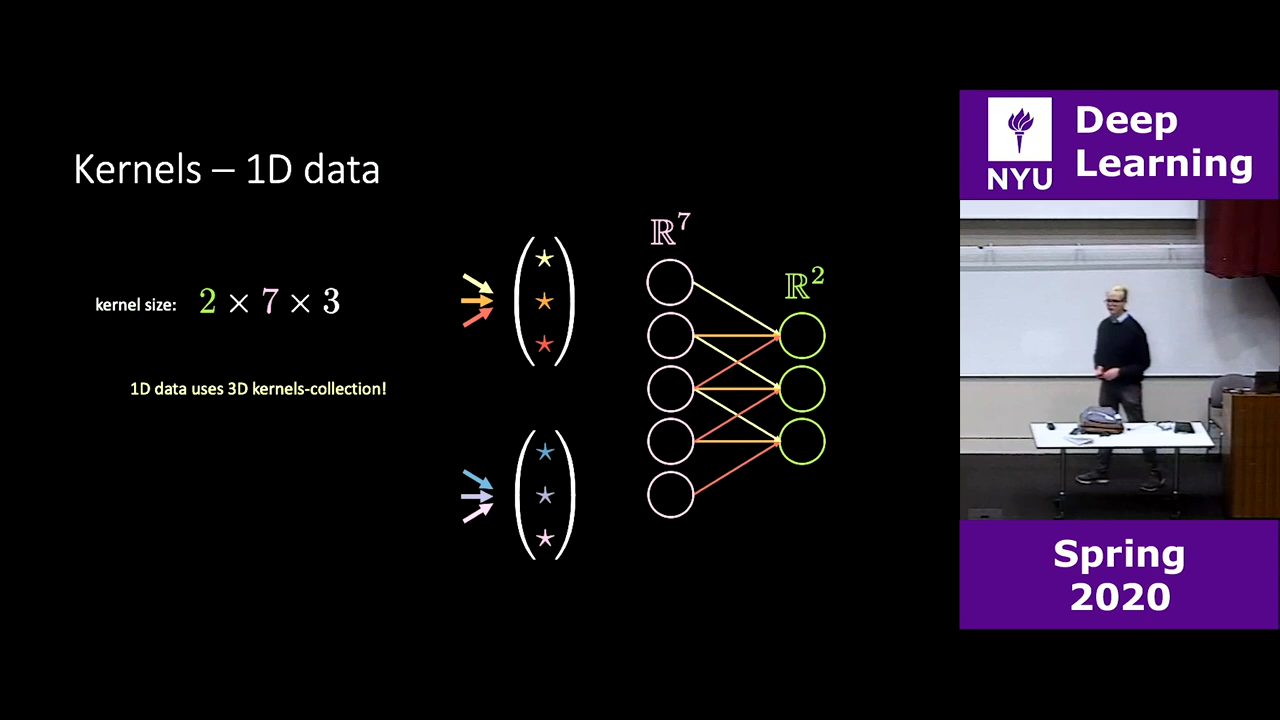 Kernels – 1D data
kernel size: 2 × 7 × 3
1D data uses 3D kernels-collection!
ℝ⁷
ℝ²
NYU
Deep
Learning
Spring
2020